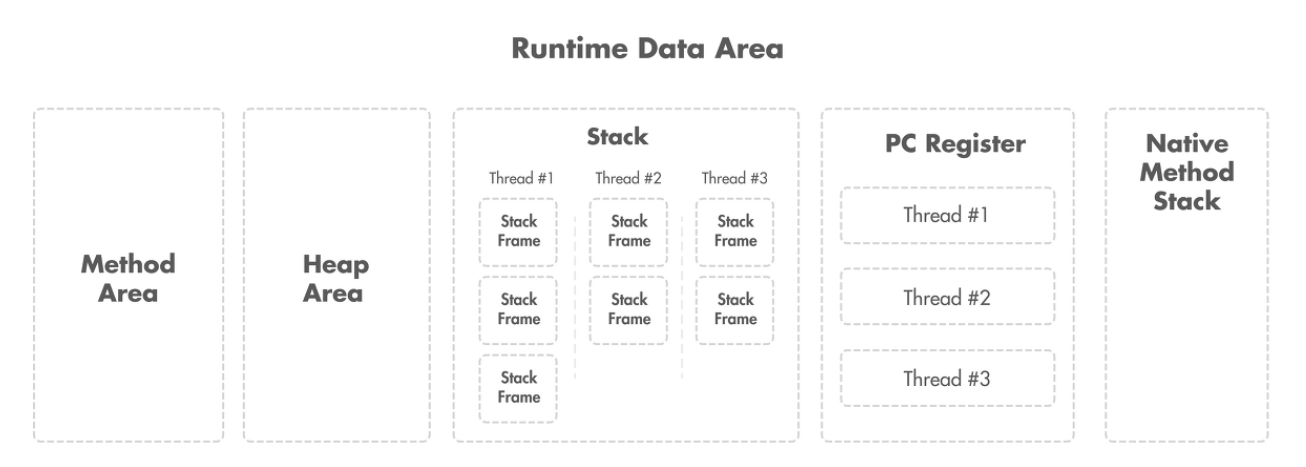 Runtime Data Area
Method
Area
Heap
Area
Stack
Thread #1
Thread #2
Thread #3
Stack
Frame
Stack
Frame
Stack
Frame
Stack
Frame
Stack
Frame
Stack
Frame
Stack
Frame
PC Register
Thread #1
Thread #2
Thread #3
Native
Method
Stack